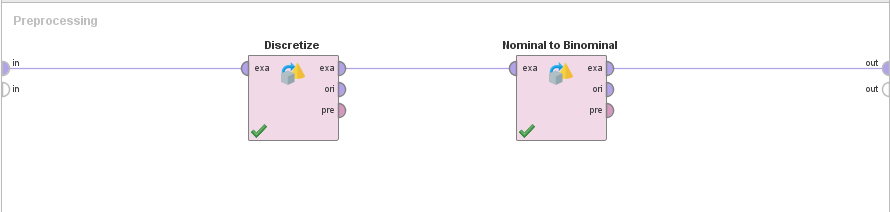 Preprocessing
Discretize
Nominal to Binominal
in
exa
exa
exa
exa
out
in
ori
ori
out
pre
pre